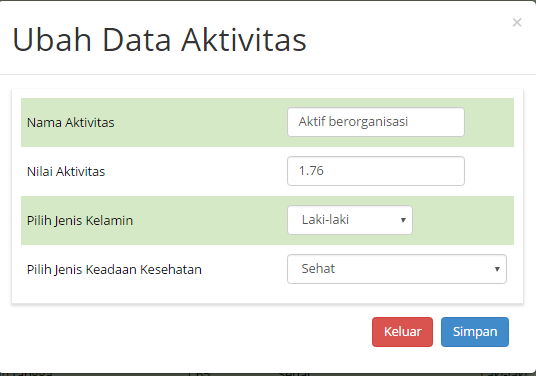 ×
Ubah Data Aktivitas
Nama Aktivitas Aktif berorganisasi
Nilai Aktivitas 1.76
Pilih Jenis Kelamin Laki-laki
Pilih Jenis Keadaan Kesehatan Sehat
Keluar Simpan